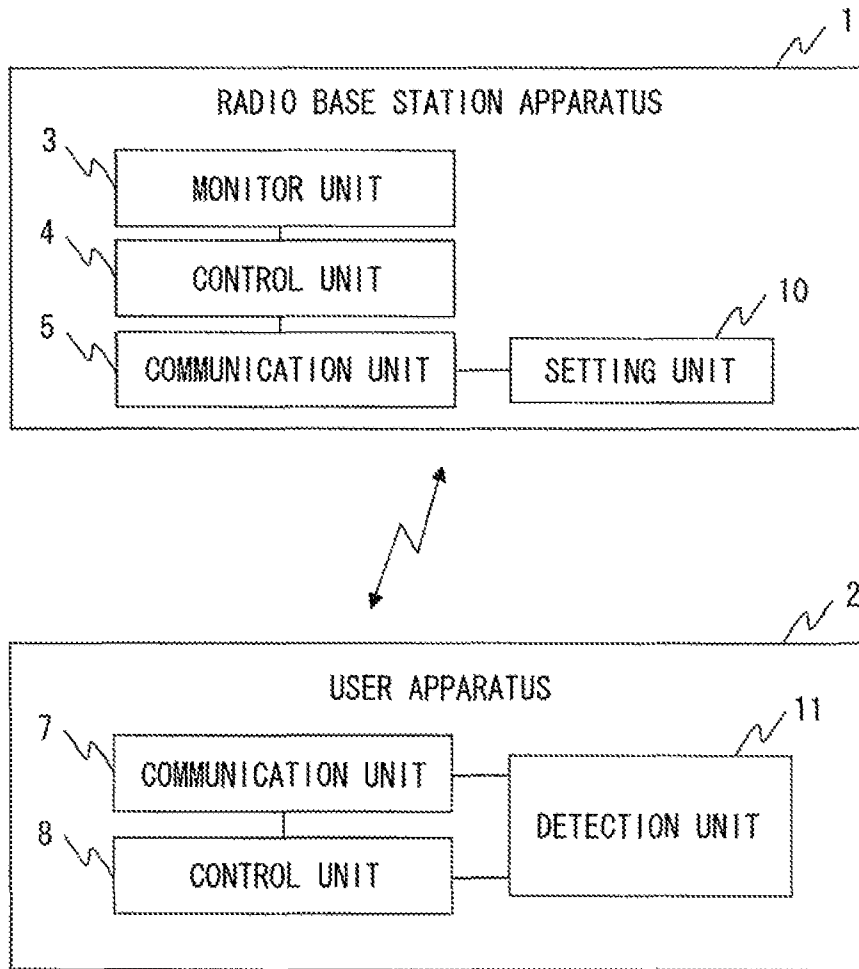 1
RADIO BASE STATION APPARATUS
3
MONITOR UNIT
4
CONTROL UNIT
5
COMMUNICATION UNIT
10
SETTING UNIT
2
USER APPARATUS
7
COMMUNICATION UNIT
11
DETECTION UNIT
8
CONTROL UNIT